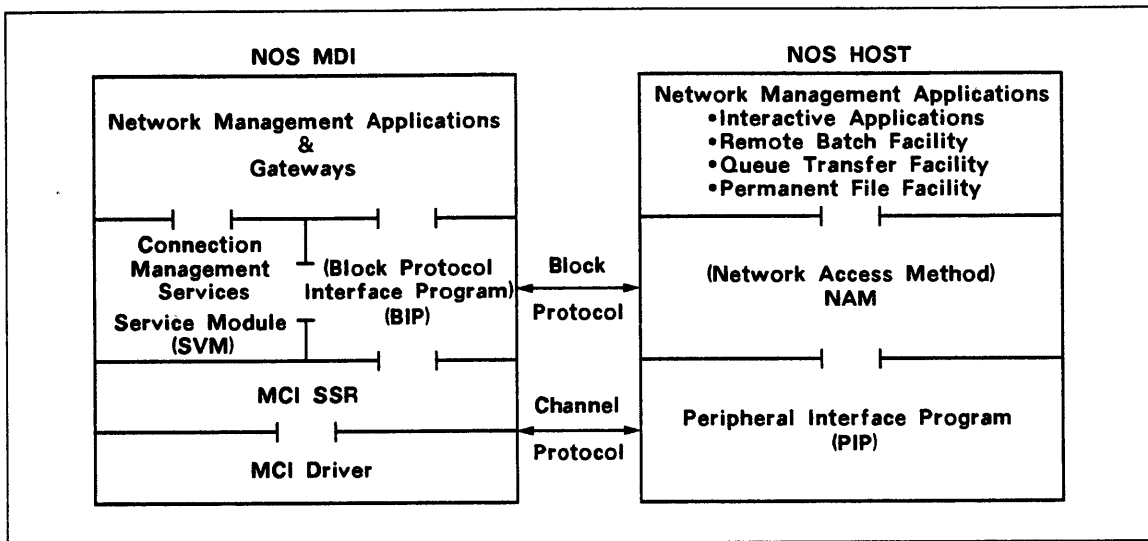 NOS MDI
Network Management Applications
&
Gateways
Connection
Management
Services
Service Module
(SVM)
(Block Protocol
Interface Program)
(BIP)
MCI SSR
MCI Driver
Block
Protocol
Channel
Protocol
NOS HOST
Network Management Applications
•Interactive Applications
•Remote Batch Facility
•Queue Transfer Facility
•Permanent File Facility
(Network Access Method)
NAM
Peripheral Interface Program
(PIP)